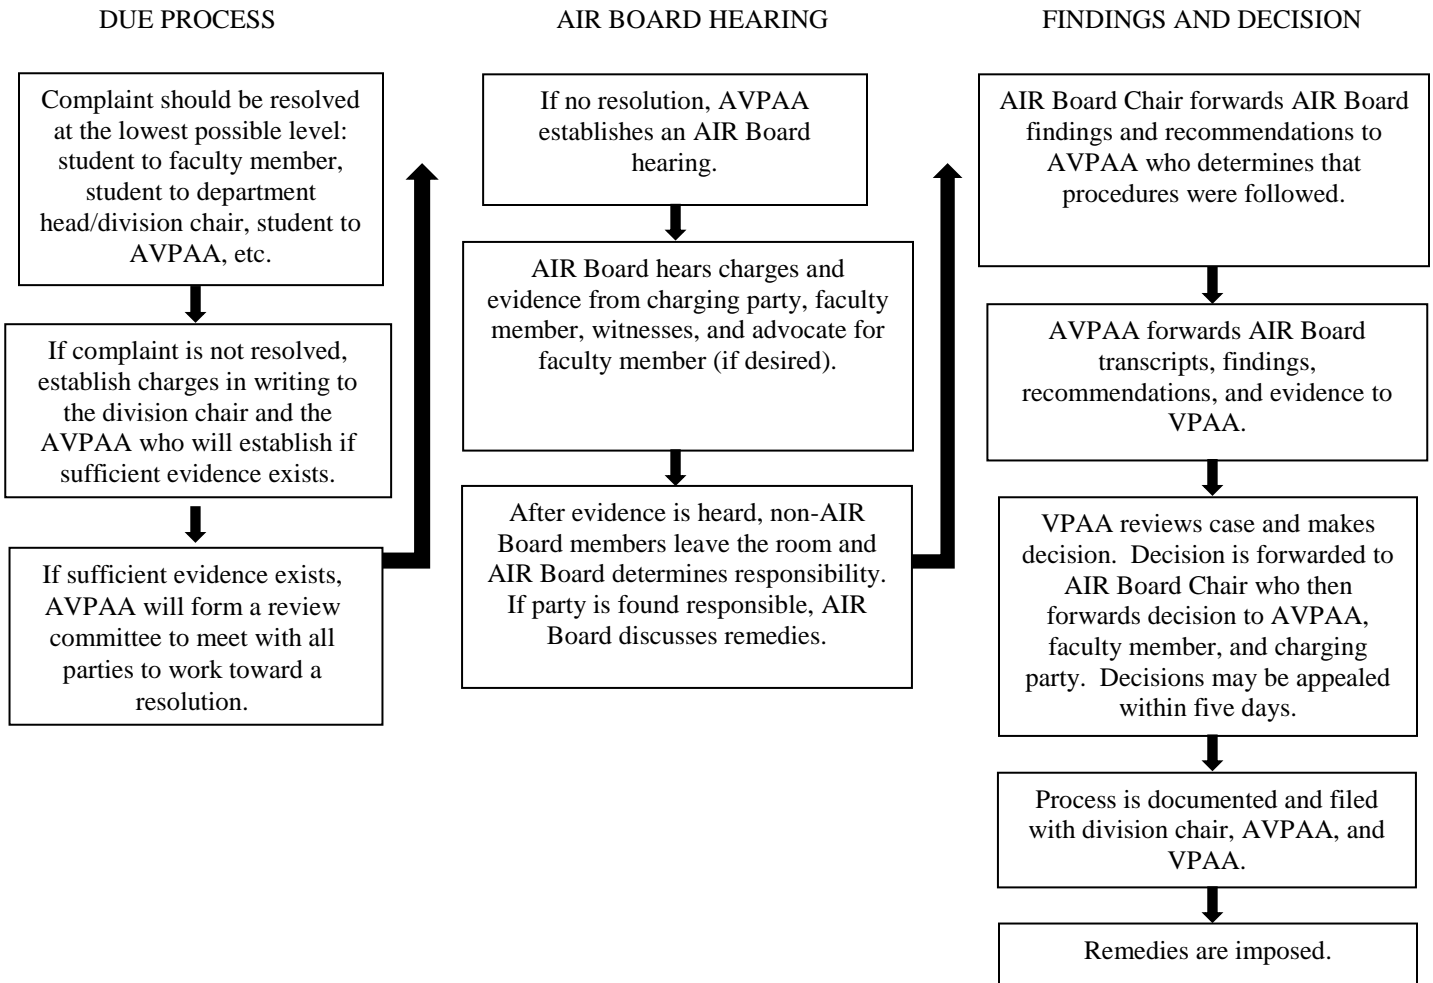 DUE PROCESS
Complaint should be resolved
at the lowest possible level:
student to faculty member,
student to department
head/division chair, student to
AVPAA, etc.
If complaint is not resolved,
establish charges in writing to
the division chair and the
AVPAA who will establish if
sufficient evidence exists.
If sufficient evidence exists,
AVPAA will form a review
committee to meet with all
parties to work toward a
resolution.
AIR BOARD HEARING
If no resolution, AVPAA
establishes an AIR Board
hearing.
AIR Board hears charges and
evidence from charging party, faculty
member, witnesses, and advocate for
faculty member (if desired).
After evidence is heard, non-AIR
Board members leave the room and
AIR Board determines responsibility.
If party is found responsible, AIR
Board discusses remedies.
FINDINGS AND DECISION
AIR Board Chair forwards AIR Board
findings and recommendations to
AVPAA who determines that
procedures were followed.
AVPAA forwards AIR Board
transcripts, findings,
recommendations, and evidence to
VPAA.
VPAA reviews case and makes
decision.  Decision is forwarded to
AIR Board Chair who then
forwards decision to AVPAA,
faculty member, and charging
party.  Decisions may be appealed
within five days.
Process is documented and filed
with division chair, AVPAA, and
VPAA.
Remedies are imposed.